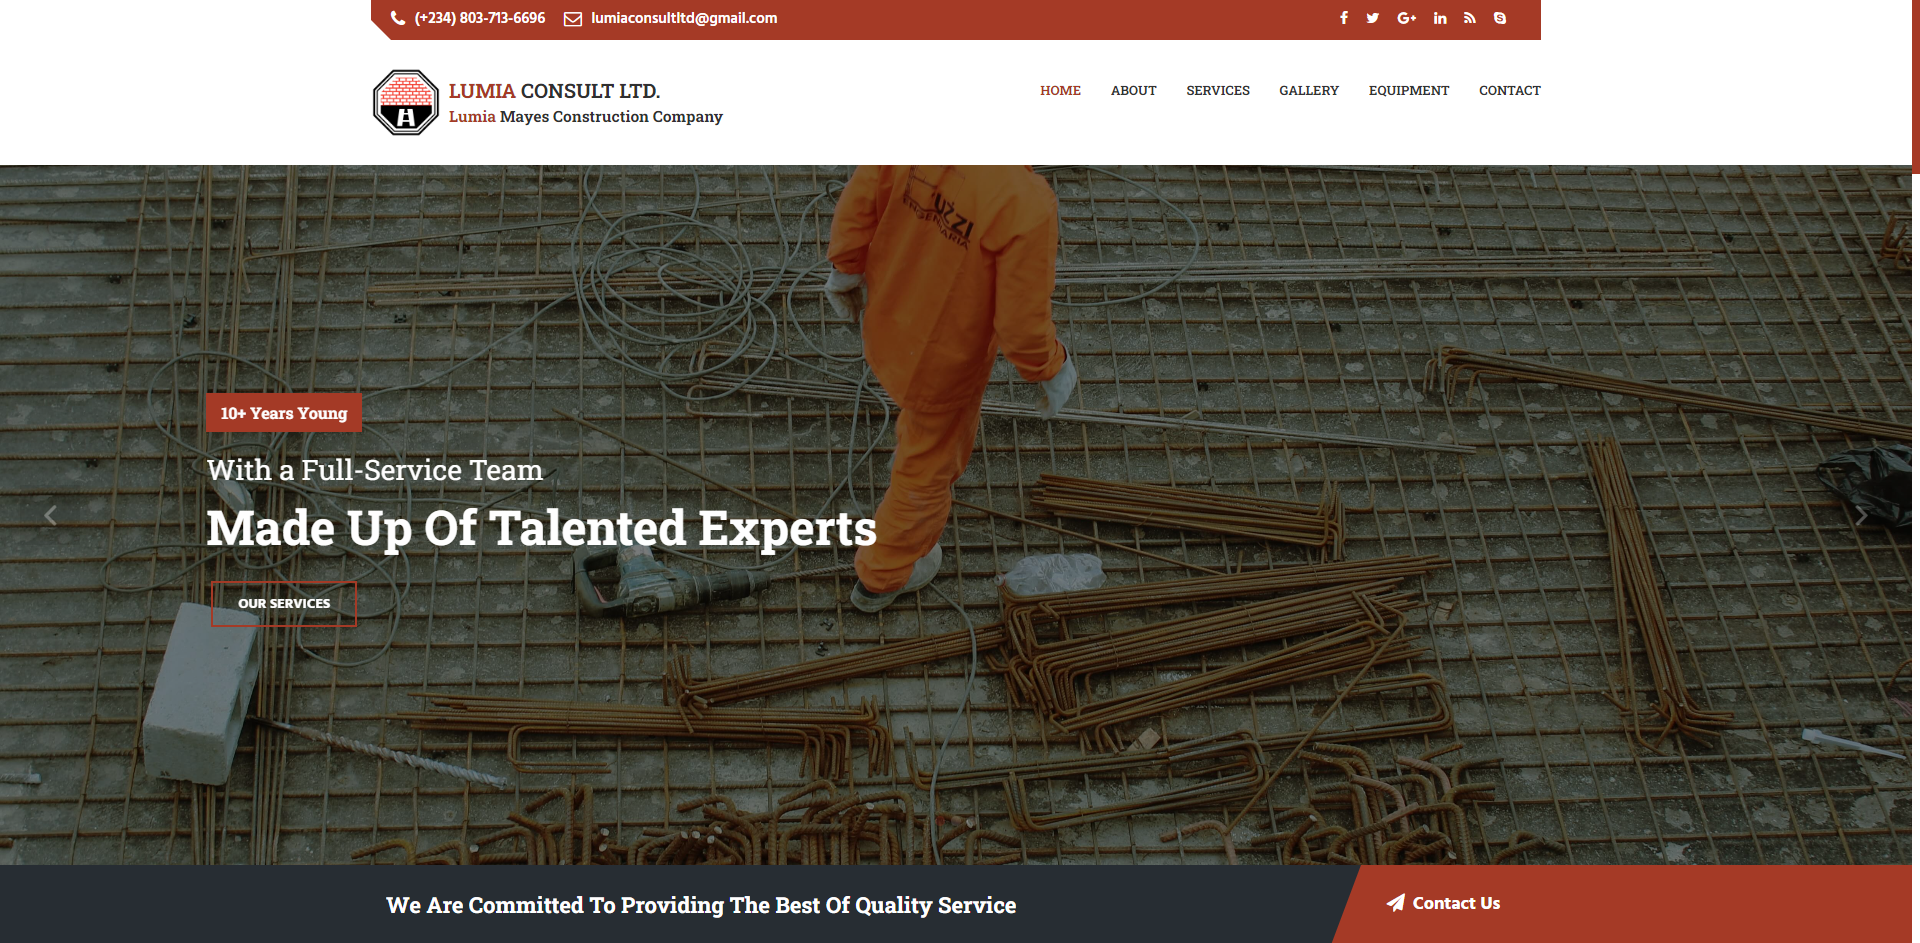 (+234) 803-713-6696 lumiaconsultltd@gmail.com
LUMIA CONSULT LTD.
Lumia Mayes Construction Company
HOME ABOUT SERVICES GALLERY EQUIPMENT CONTACT
10+ Years Young
With a Full-Service Team
Made Up Of Talented Experts
OUR SERVICES
We Are Committed To Providing The Best Of Quality Service
Contact Us